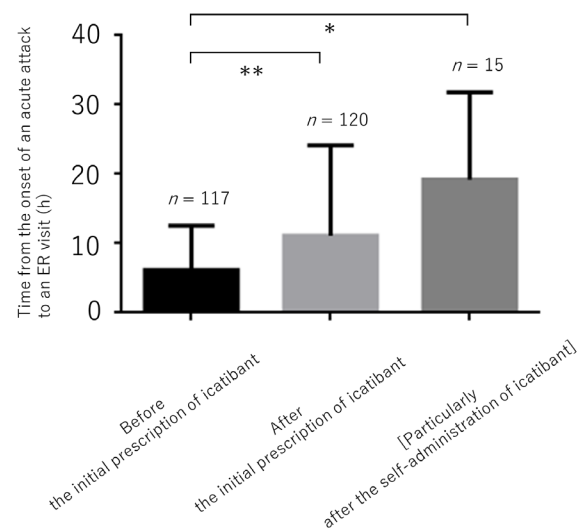 Time from the onset of an acute attack
to an ER visit (h)
40
30
20
10
0
*
**
n = 117
n = 120
n = 15
Before
the initial prescription of icatibant
After
the initial prescription of icatibant
[Particularly
after the self-administration of icatibant]